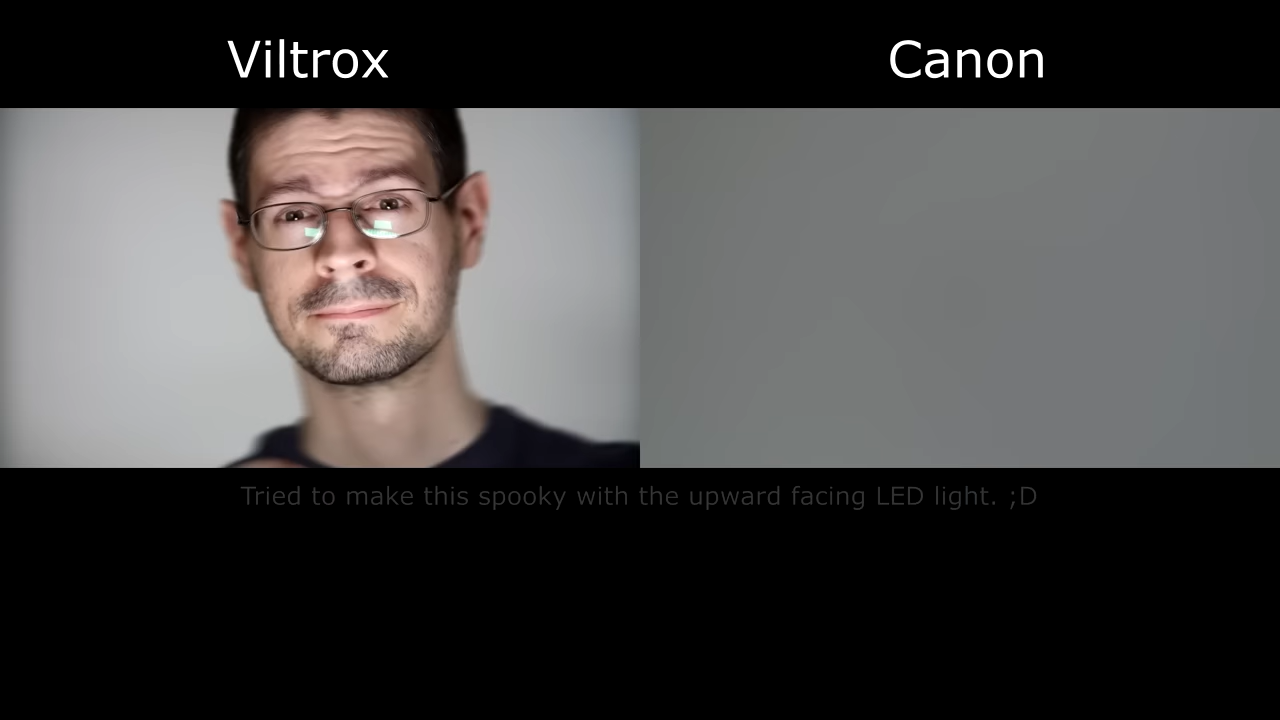 Viltrox
Canon
Tried to make this spooky with the upward facing LED light. ;D